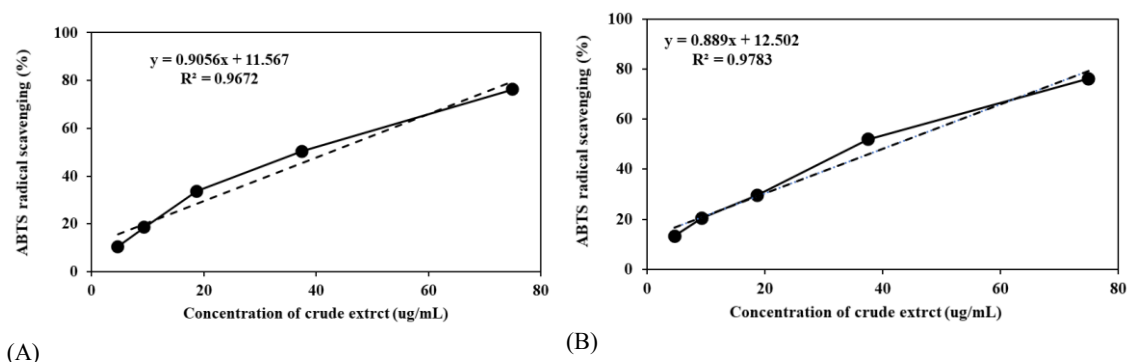 100
80
60
40
20
0
ABTS radical scavenging (%)
y = 0.9056x + 11.567
R² = 0.9672
0 20 40 60 80
Concentration of crude extrct (ug/mL)
(A)
100
80
60
40
20
0
ABTS radical scavenging (%)
y = 0.889x + 12.502
R² = 0.9783
0 20 40 60 80
Concentration of crude extrct (ug/mL)
(B)